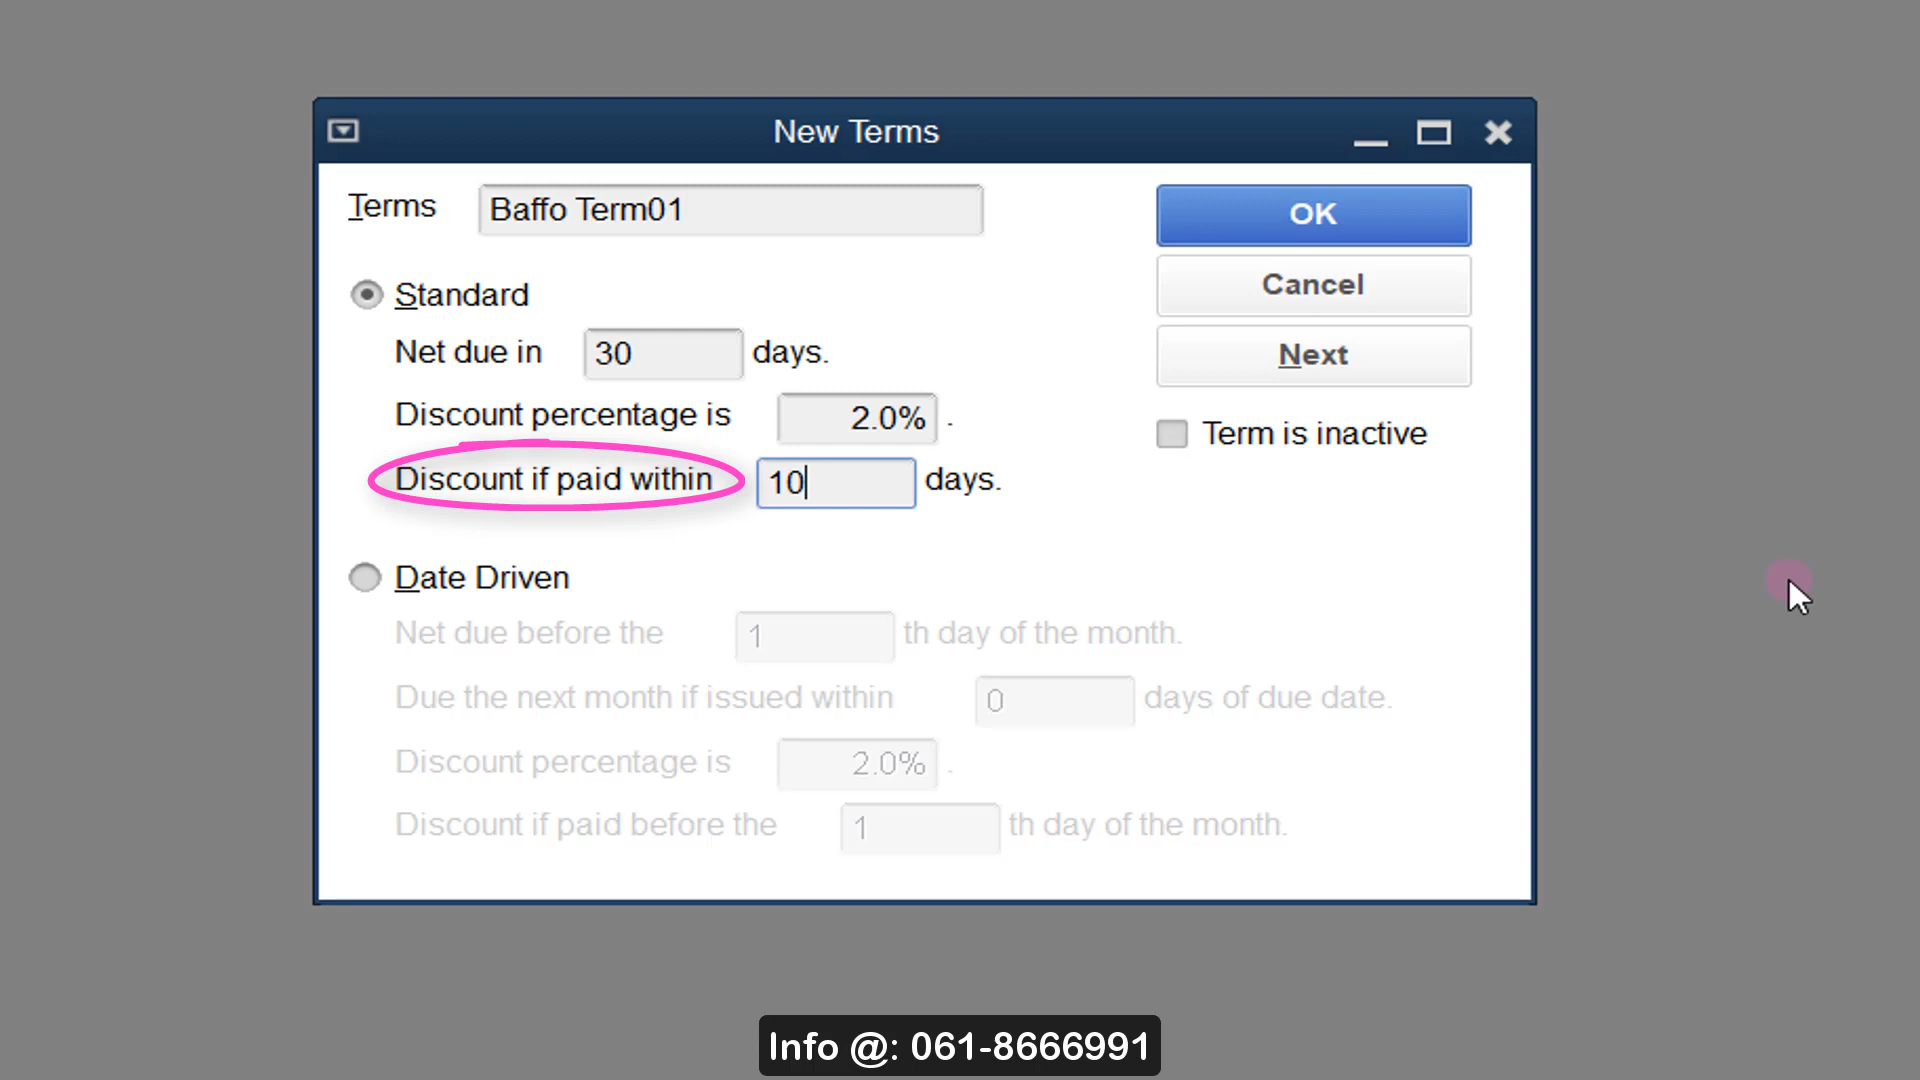 New Terms
Terms Baffo Term01
OK
Standard
Cancel
Net due in 30 days.
Next
Discount percentage is 2.0% .
Term is inactive
Discount if paid within 10 days.
Date Driven
Net due before the 1 th day of the month.
Due the next month if issued within 0 days of due date.
Discount percentage is 2.0% .
Discount if paid before the 1 th day of the month.
Info @: 061-8666991